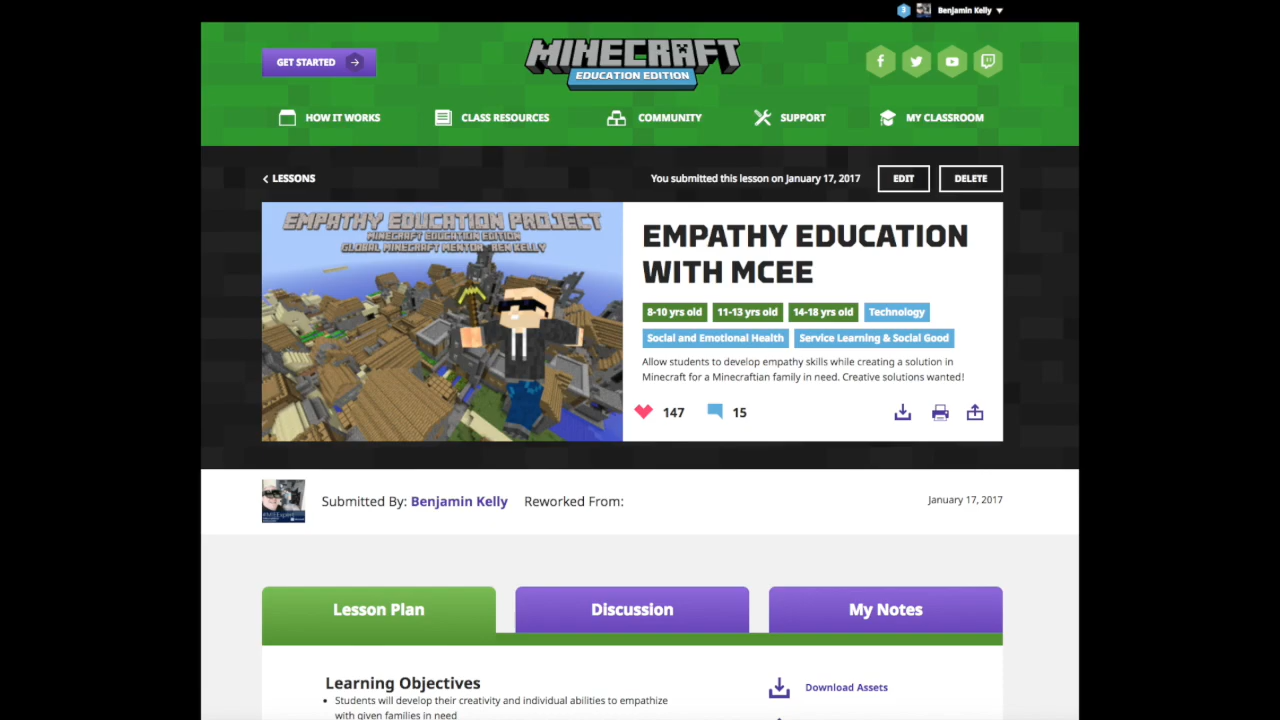 3 Benjamin Kelly
GET STARTED
MINECRAFT
EDUCATION EDITION
HOW IT WORKS
CLASS RESOURCES
COMMUNITY
SUPPORT
MY CLASSROOM
LESSONS
You submitted this lesson on January 17, 2017
EDIT
DELETE
EMPATHY EDUCATION PROJECT
MINECRAFT EDUCATION EDITION
GLOBAL MINECRAFT MENTOR: BEN KELLY
EMPATHY EDUCATION
WITH MCEE
8-10 yrs old 11-13 yrs old 14-18 yrs old Technology
Social and Emotional Health Service Learning & Social Good
Allow students to develop empathy skills while creating a solution in
Minecraft for a Minecraftian family in need. Creative solutions wanted!
147 15
Submitted By: Benjamin Kelly Reworked From:
January 17, 2017
Lesson Plan
Discussion
My Notes
Learning Objectives
• Students will develop their creativity and individual abilities to empathize
with given families in need
Download Assets